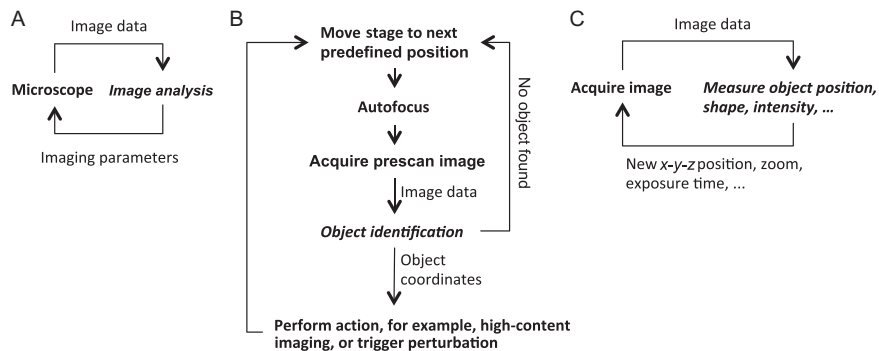 A
Image data
Microscope
Image analysis
Imaging parameters
B
Move stage to next
predefined position
Autofocus
Acquire prescan image
Image data
Object identification
No object found
Object
coordinates
Perform action, for example, high-content
imaging, or trigger perturbation
C
Image data
Acquire image
Measure object position,
shape, intensity, ...
New x-y-z position, zoom,
exposure time, ...